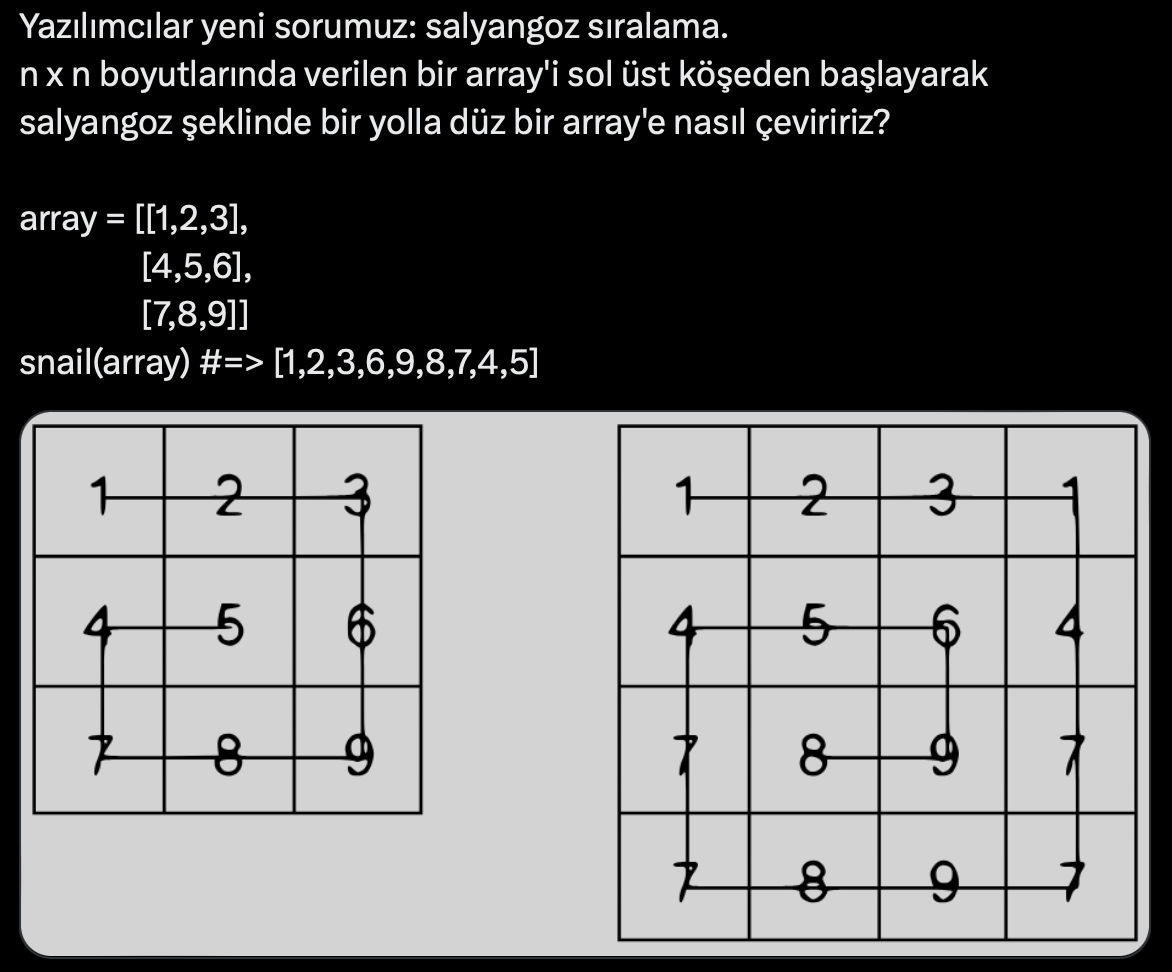 Yazılımcılar yeni sorumuz: salyangoz sıralama.
n x n boyutlarında verilen bir array'i sol üst köşeden başlayarak
salyangoz şeklinde bir yolla düz bir array'e nasıl çeviririz?
array = [[1,2,3],
[4,5,6],
[7,8,9]]
snail(array) #=> [1,2,3,6,9,8,7,4,5]
1 2 3
4 5 6
7 8 9
1 2 3 1
4 5 6 4
7 8 9 7
7 8 9 7